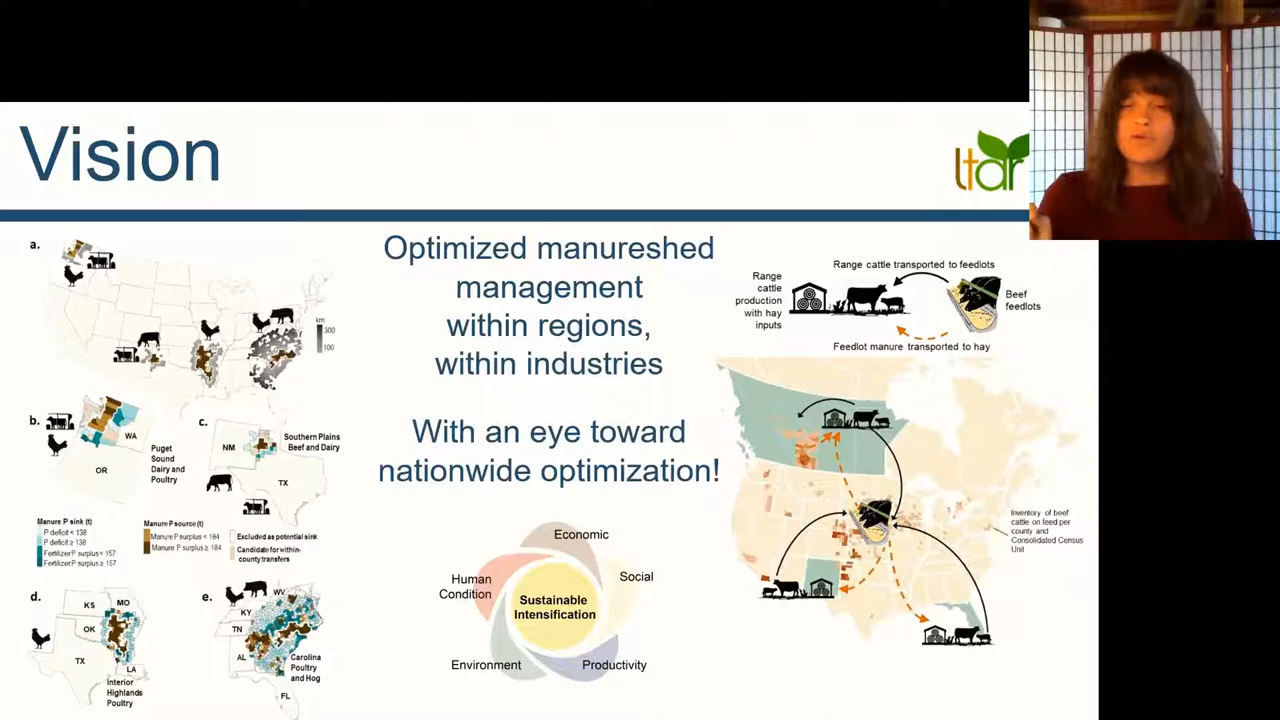 Vision
ltar
a.
km
300
100
b.
WA
OR
Puget
Sound
Dairy and
Poultry
c.
NM
Southern Plains
Beef and Dairy
TX
Manure P sink (t)
P deficit < 138
P deficit ≥ 138
Fertilizer P surplus < 157
Fertilizer P surplus ≥ 157
Manure P source (t)
Manure P surplus < 184
Manure P surplus ≥ 184
Excluded as potential sink
Candidate for within-
county transfers
d.
KS
MO
OK
TX
LA
Interior
Highlands
Poultry
e.
WV
KY
TN
AL
Carolina
Poultry
and Hog
FL
Optimized manureshed
management
within regions,
within industries
With an eye toward
nationwide optimization!
Economic
Human
Condition
Social
Sustainable
Intensification
Environment
Productivity
Range cattle transported to feedlots
Range
cattle
production
with hay
inputs
Beef
feedlots
Feedlot manure transported to hay
Inventory of beef
cattle on feed per
county and
Consolidated Census
Unit